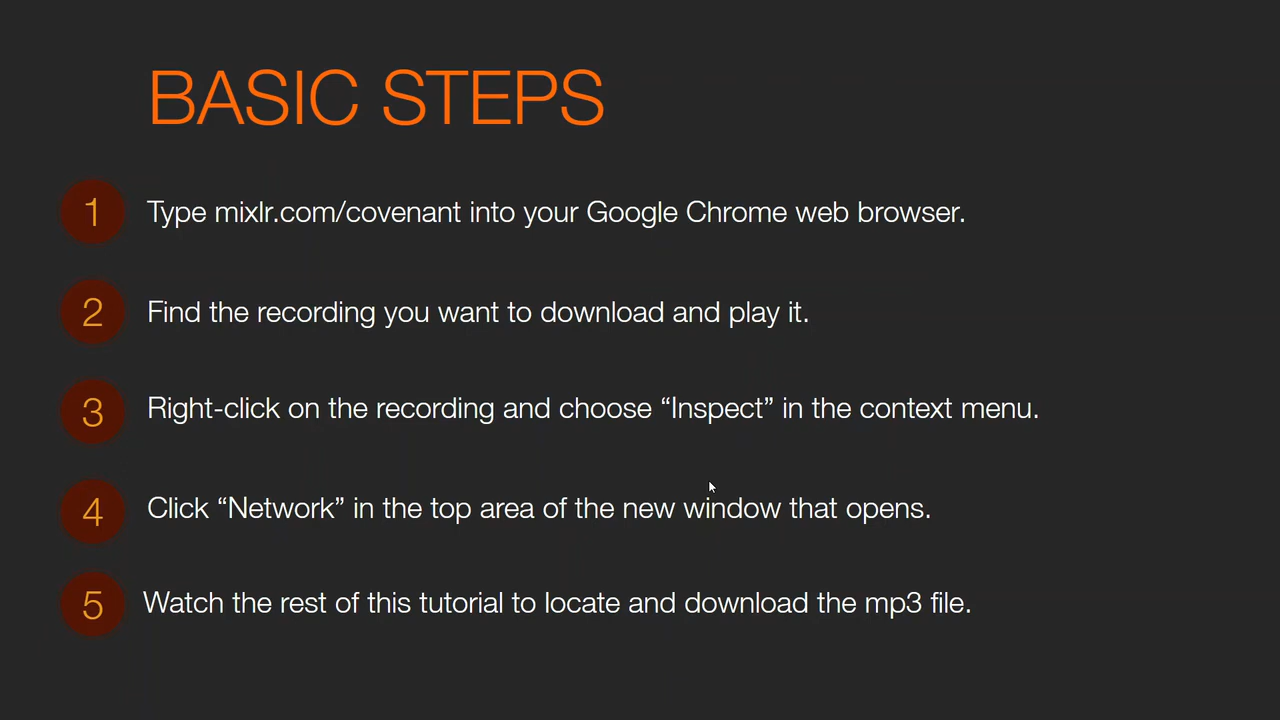 BASIC STEPS
1 Type mixlr.com/covenant into your Google Chrome web browser.
2 Find the recording you want to download and play it.
3 Right-click on the recording and choose “Inspect” in the context menu.
4 Click “Network” in the top area of the new window that opens.
5 Watch the rest of this tutorial to locate and download the mp3 file.